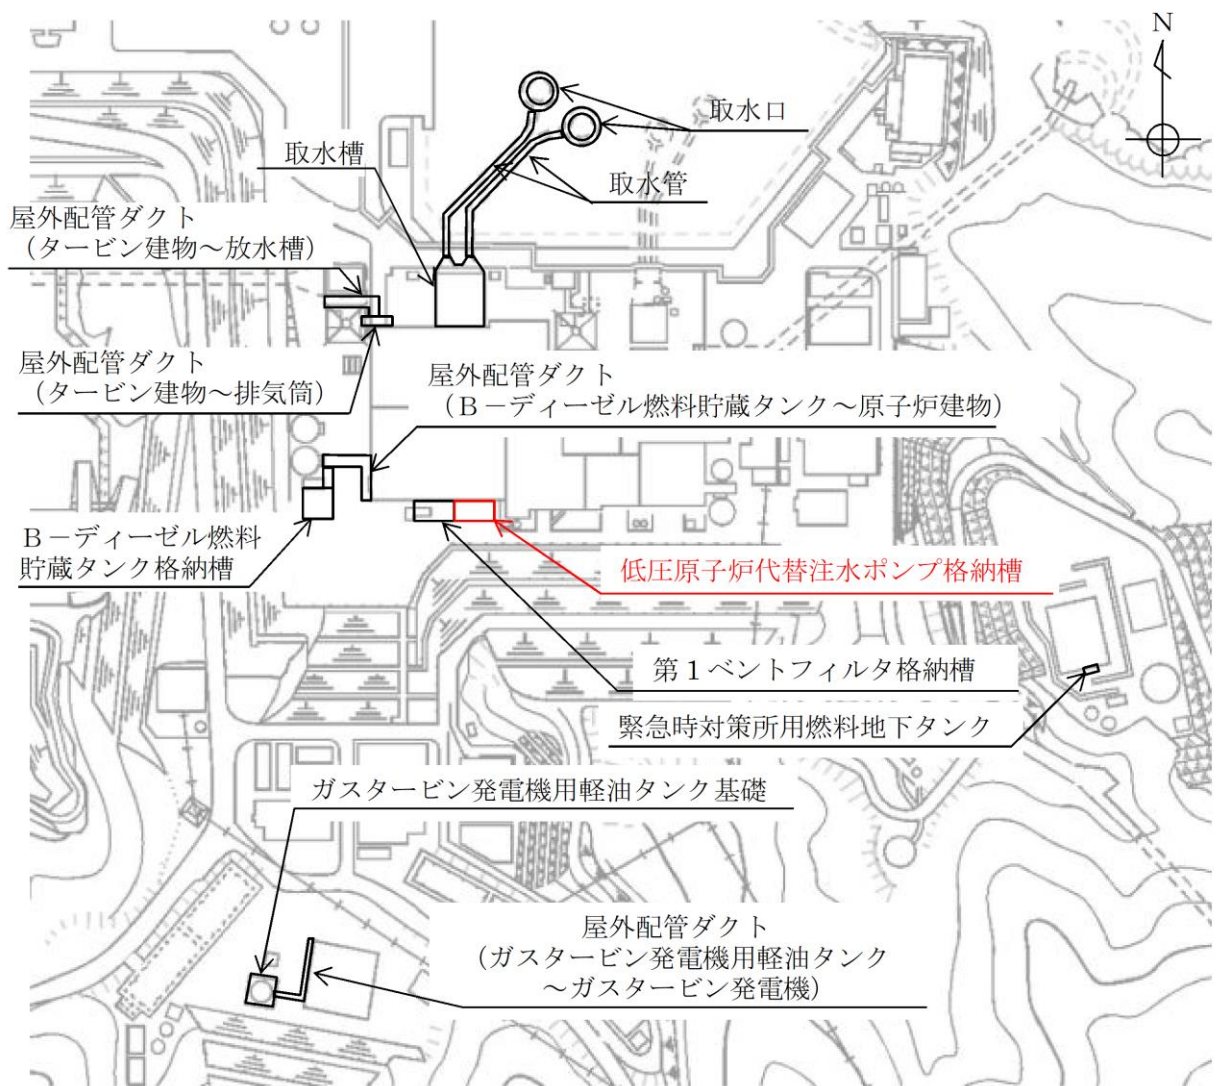 N
取水口
取水槽
取水管
屋外配管ダクト
（タービン建物～放水槽）
屋外配管ダクト
（タービン建物～排気筒）
屋外配管ダクト
（Ｂ－ディーゼル燃料貯蔵タンク～原子炉建物）
Ｂ－ディーゼル燃料
貯蔵タンク格納槽
低圧原子炉代替注水ポンプ格納槽
第１ベントフィルタ格納槽
緊急時対策所用燃料地下タンク
ガスタービン発電機用軽油タンク基礎
屋外配管ダクト
（ガスタービン発電機用軽油タンク
～ガスタービン発電機）